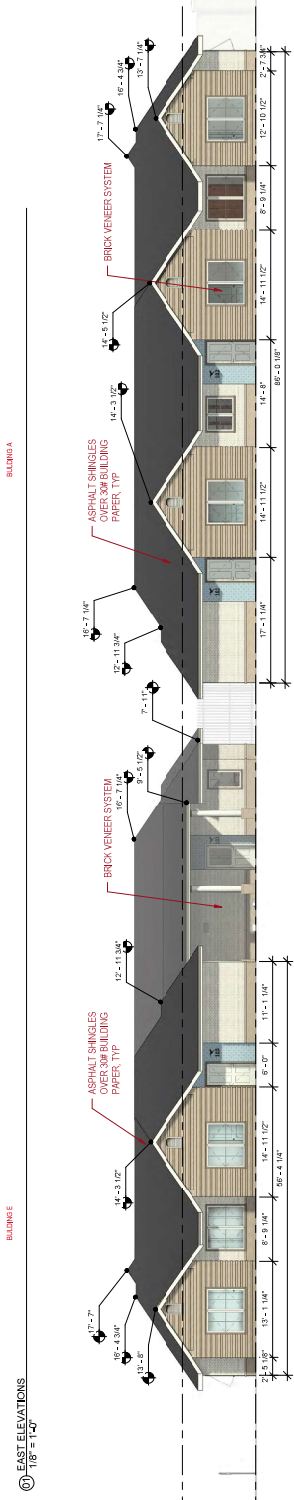 BUILDING E
BUILDING A
01 EAST ELEVATIONS
1/8" = 1'-0"
17' - 7"
16' - 4 3/4"
13' - 8"
14' - 3 1/2"
ASPHALT SHINGLES
OVER 30# BUILDING
PAPER, TYP
12' - 11 3/4"
BRICK VENEER SYSTEM
16' - 7 1/4"
9' - 5 1/2"
7' - 11"
12' - 11 3/4"
16' - 7 1/4"
ASPHALT SHINGLES
OVER 30# BUILDING
PAPER, TYP
14' - 3 1/2"
14' - 5 1/2"
BRICK VENEER SYSTEM
17' - 7 1/4"
16' - 4 3/4"
13' - 7 1/4"
2' - 5 1/8"
13' - 1 1/4"
8' - 9 1/4"
14' - 11 1/2"
6' - 0"
11' - 1 1/4"
56' - 4 1/4"
17' - 1 1/4"
14' - 11 1/2"
14' - 8"
14' - 11 1/2"
8' - 9 1/4"
12' - 10 1/2"
2' - 7 3/4"
86' - 0 1/8"